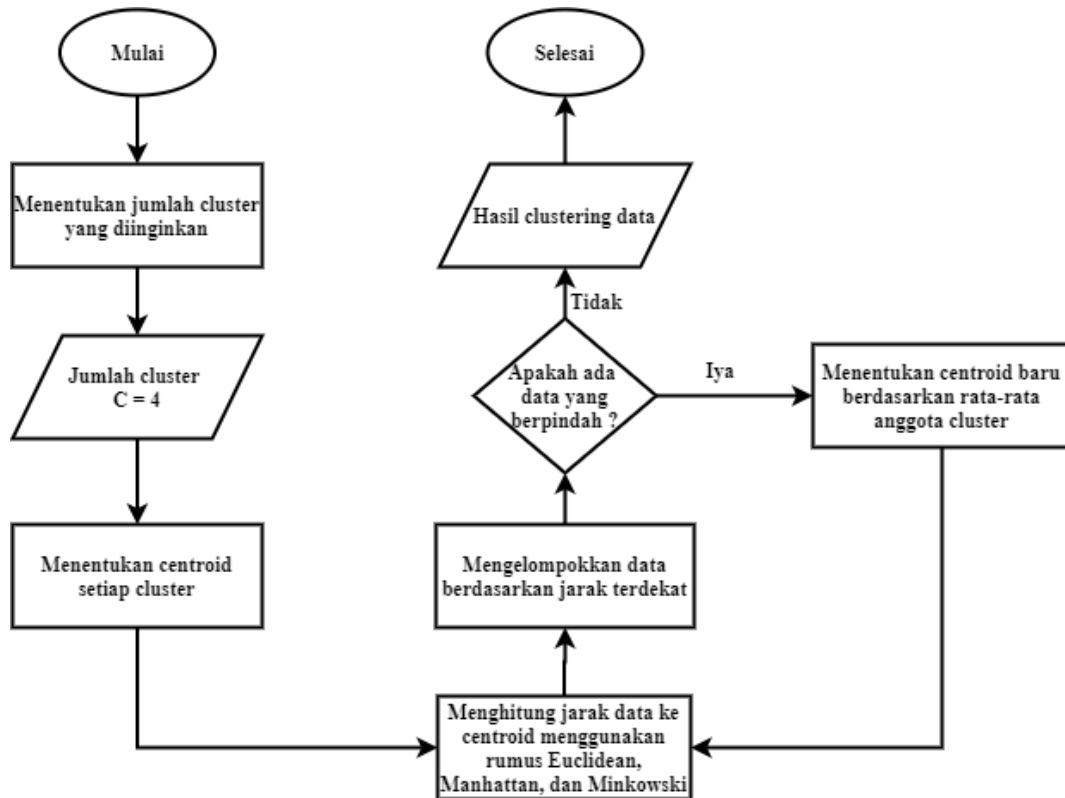 Mulai
Menentukan jumlah cluster
yang diinginkan
Jumlah cluster
C = 4
Menentukan centroid
setiap cluster
Menghitung jarak data ke
centroid menggunakan
rumus Euclidean,
Manhattan, dan Minkowski
Mengelompokkan data
berdasarkan jarak terdekat
Apakah ada
data yang
berpindah ?
Iya
Menentukan centroid baru
berdasarkan rata-rata
anggota cluster
Tidak
Hasil clustering data
Selesai